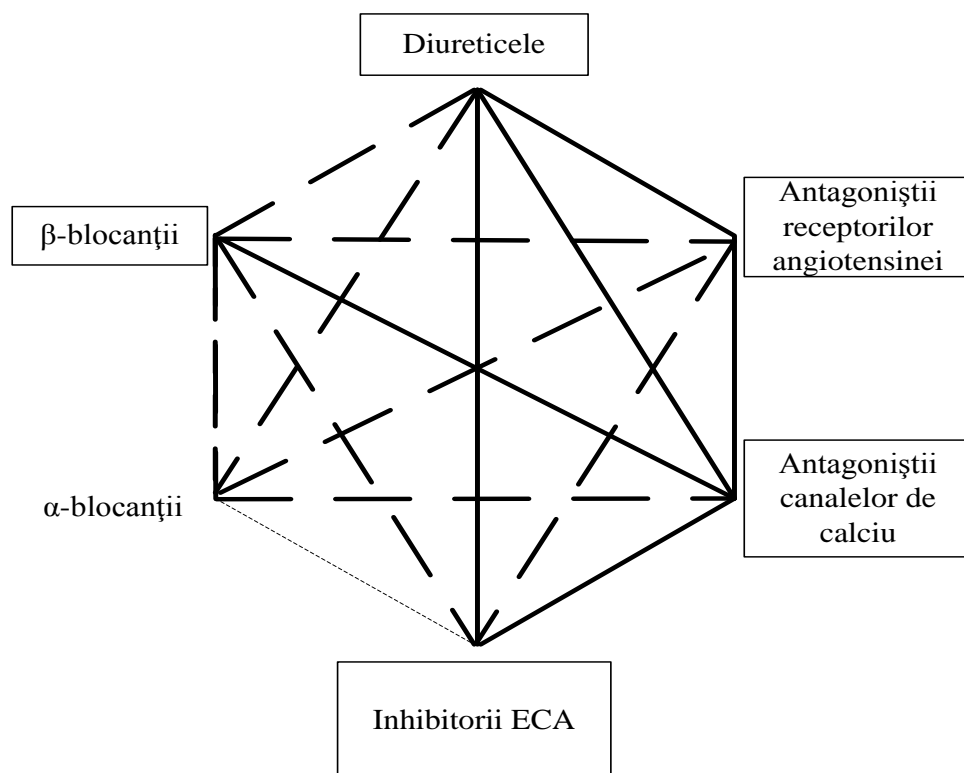 Diureticele
β-blocanţii
Antagoniştii
receptorilor
angiotensinei
α-blocanţii
Antagoniştii
canalelor de
calciu
Inhibitorii ECA